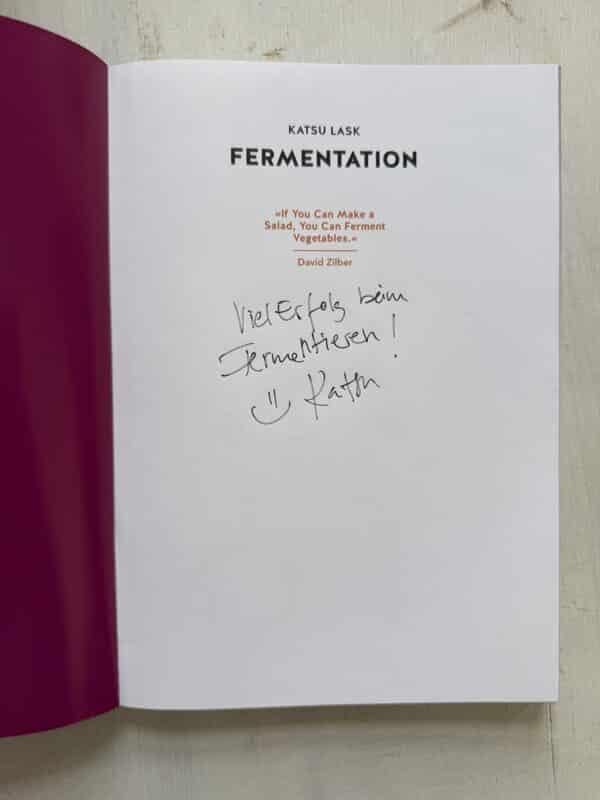 KATSU LASK
FERMENTATION
»If You Can Make a
Salad, You Can Ferment
Vegetables.«
David Zilber
Viel Erfolg beim
Fermentieren!
Katsu